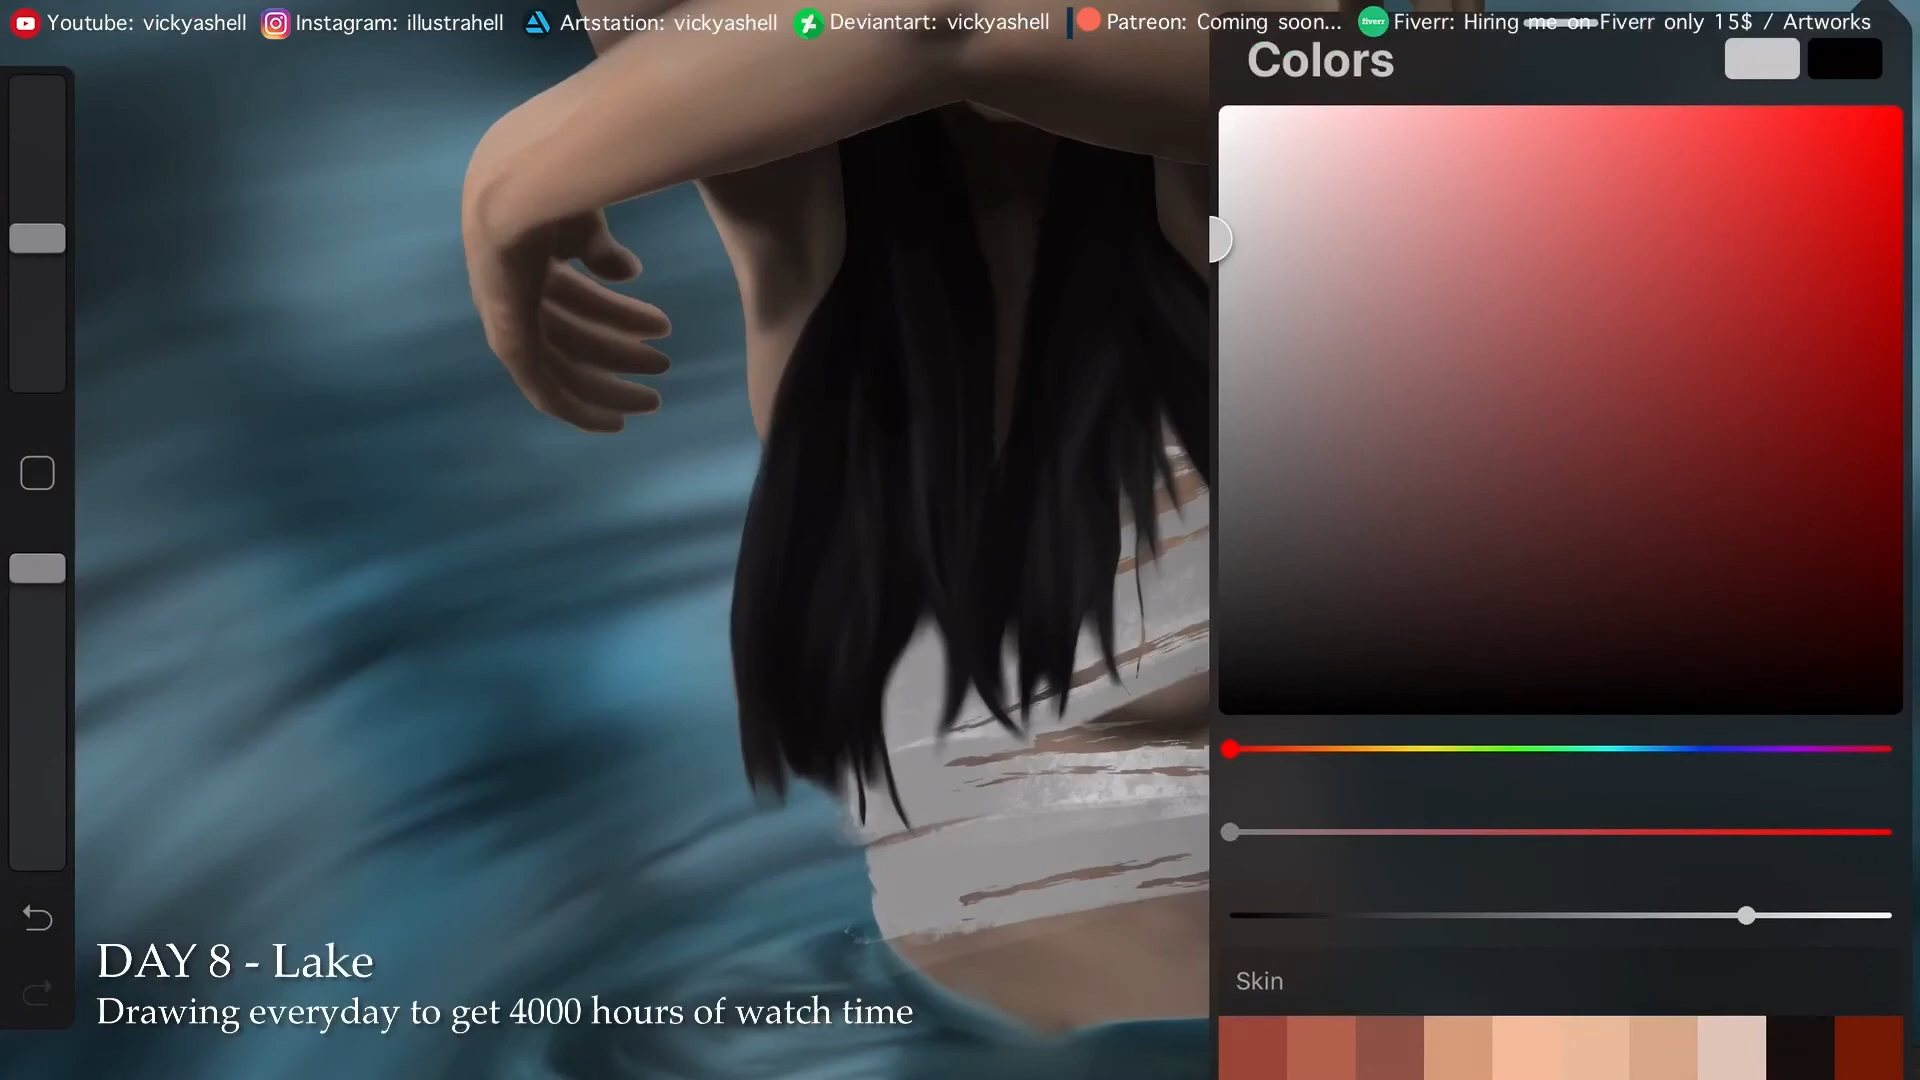 Youtube: vickyashell Instagram: illustrahell Artstation: vickyashell Deviantart: vickyashell Patreon: Coming soon... fiverr Fiverr: Hiring me on Fiverr only 15$ / Artworks
Colors
Skin
DAY 8 - Lake
Drawing everyday to get 4000 hours of watch time